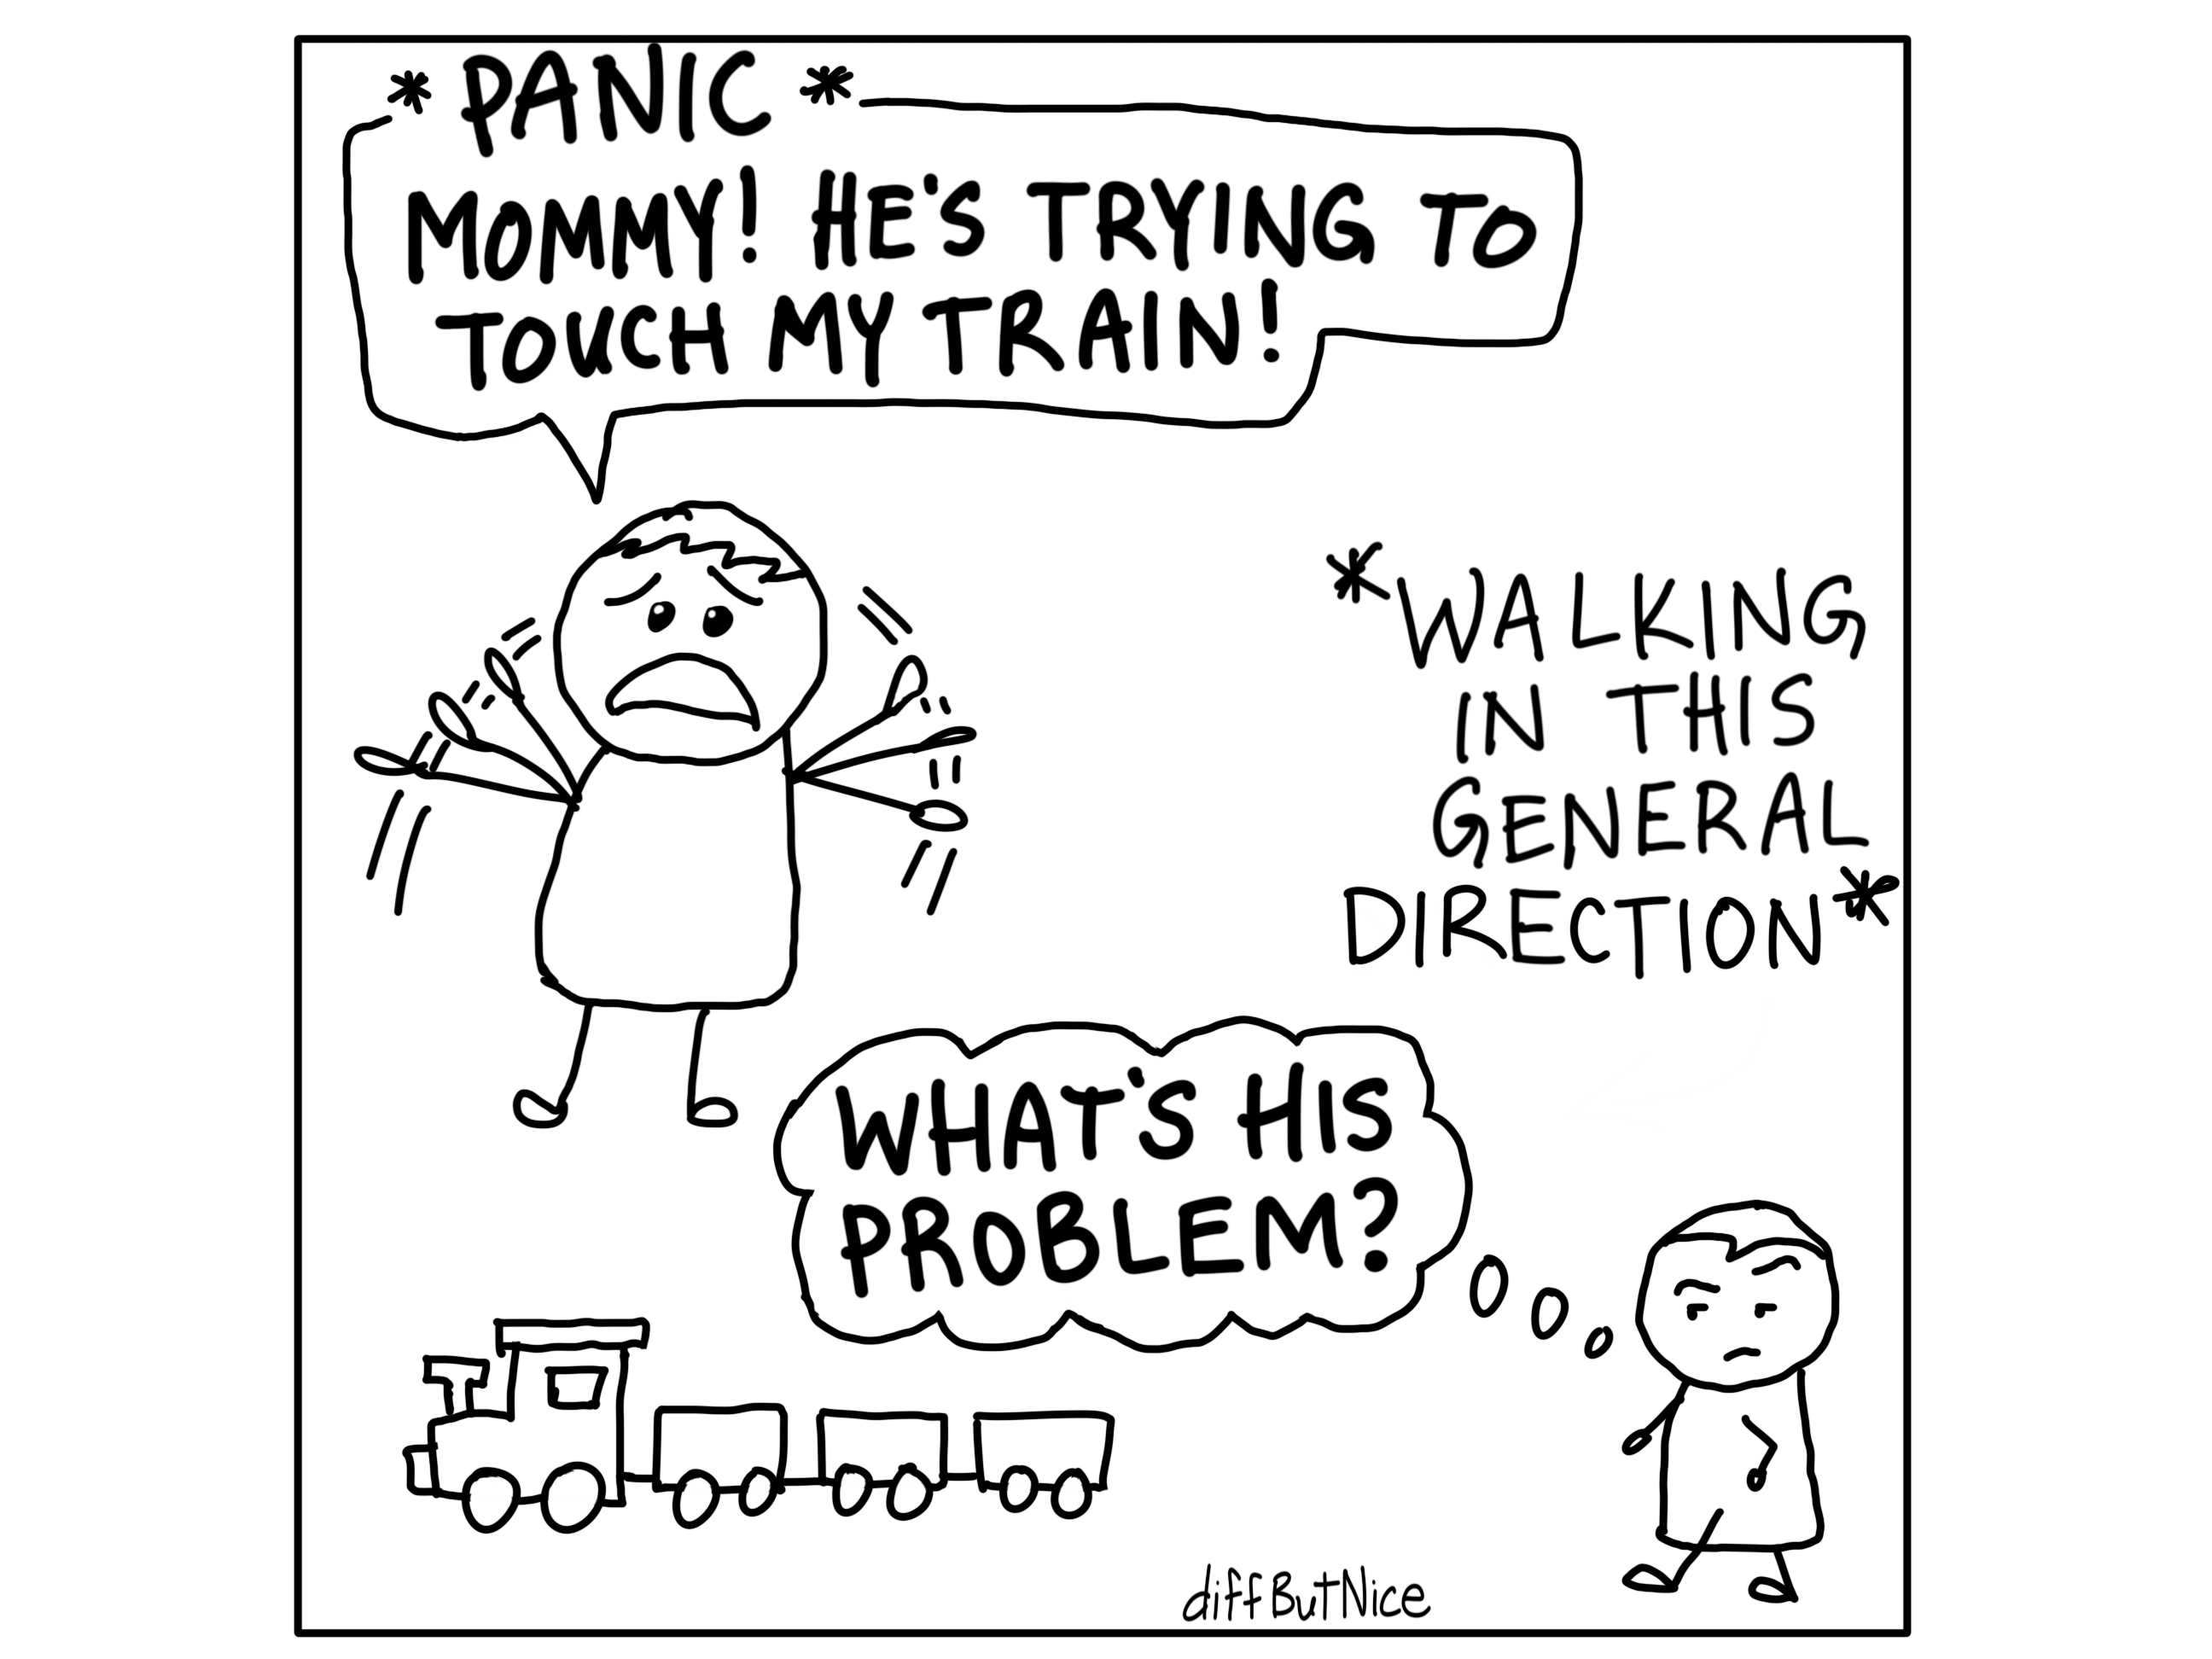 * PANIC *
MOMMY! HE'S TRYING TO
TOUCH MY TRAIN!
*WALKING
IN THIS
GENERAL
DIRECTION*
WHAT'S HIS
PROBLEM?
diffButNice